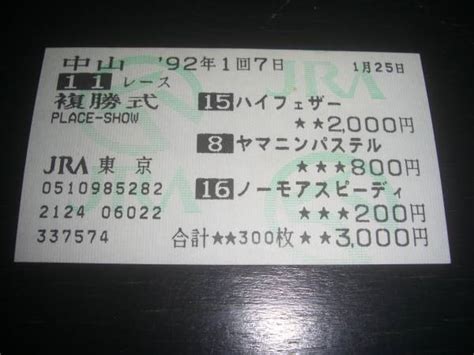 中山 '92年1回7日 1月25日
11レース
複勝式
PLACE-SHOW
15 ハイフェザー
★★2,000円
8 ヤマニンパステル
★★★800円
16 ノーモアスピーディ
★★★200円
JRA 東京
0510985282
2124 06022
337574
合計★★300枚★★3,000円
JRA
JRA